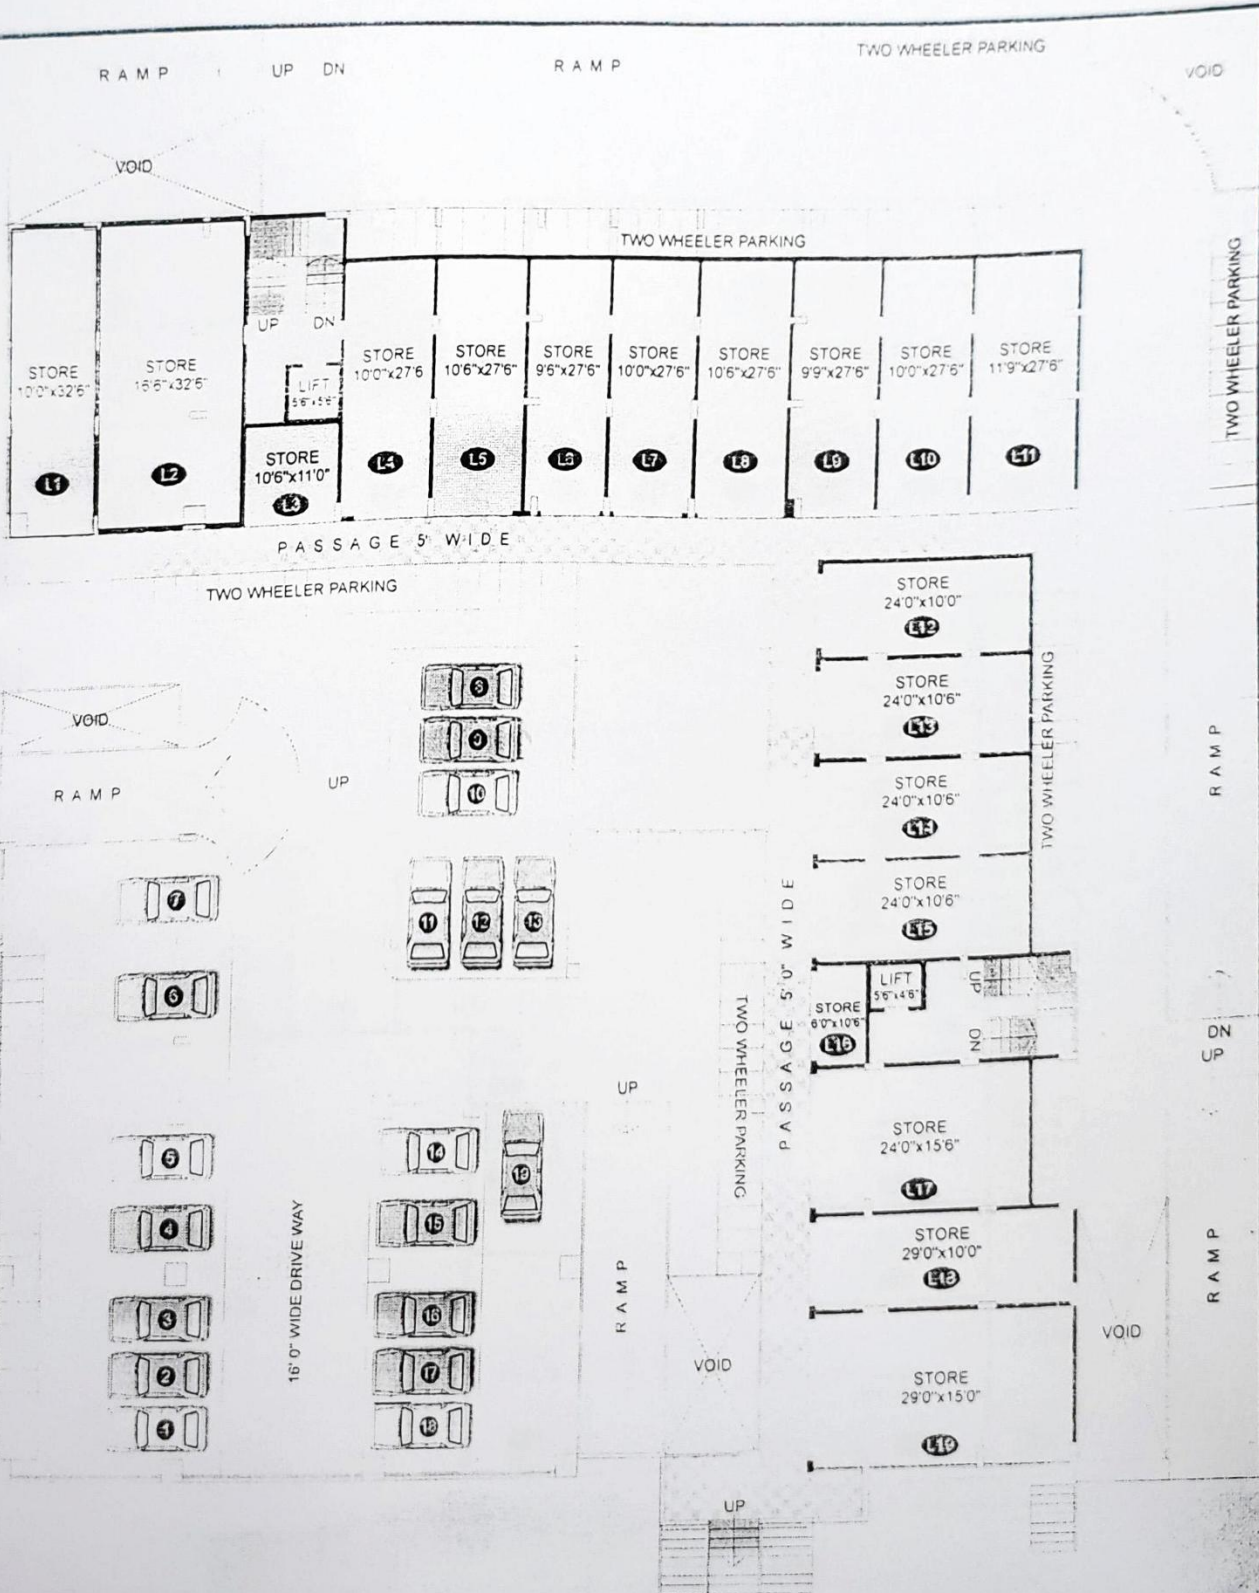 TWO WHEELER PARKING
RAMP UP DN RAMP
VOID
VOID
TWO WHEELER PARKING
TWO WHEELER PARKING
UP DN
STORE
10'0"x32'6"
L1
STORE
16'6"x32'6"
L2
LIFT
5'6"x5'6"
STORE
10'6"x11'0"
L3
STORE
10'0"x27'6
L4
STORE
10'6"x27'6"
L5
STORE
9'6"x27'6"
L6
STORE
10'0"x27'6"
L7
STORE
10'6"x27'6"
L8
STORE
9'9"x27'6"
L9
STORE
10'0"x27'6"
L10
STORE
11'9"x27'6"
L11
PASSAGE 5' WIDE
TWO WHEELER PARKING
STORE
24'0"x10'0"
L12
STORE
24'0"x10'6"
L13
STORE
24'0"x10'6"
L14
STORE
24'0"x10'6"
L15
TWO WHEELER PARKING
RAMP
VOID
RAMP
UP
8
9
10
7
11
12
13
6
PASSAGE 5'0" WIDE
TWO WHEELER PARKING
LIFT
5'6"x4'6"
UP
DN
STORE
6'0"x10'6"
L16
DN
UP
UP
STORE
24'0"x15'6"
L17
5
14
19
4
15
16'0" WIDE DRIVE WAY
RAMP
STORE
29'0"x10'0"
L18
RAMP
3
16
VOID
VOID
2
17
STORE
29'0"x15'0"
L19
1
18
UP